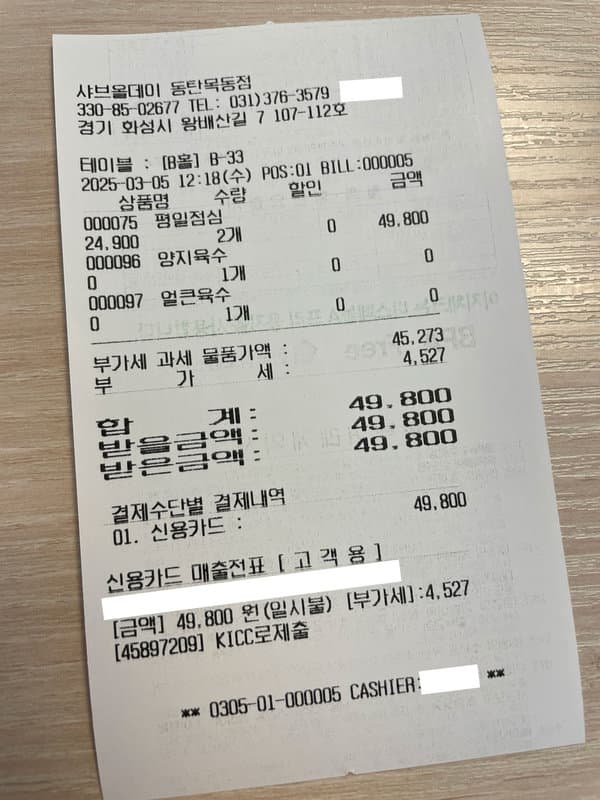 샤브올데이 동탄목동점
330-85-02677 TEL: 031)376-3579
경기 화성시 왕배산길 7 107-112호
테이블 : [B홀] B-33
2025-03-05 12:18(수) POS:01 BILL:000005
상품명 수량 할인 금액
000075 평일점심
24,900 2개 0 49,800
000096 양지육수
0 1개 0 0
000097 얼큰육수
0 1개 0 0
부가세 과세 물품가액 : 45,273
부 가 세 : 4,527
합 계 : 49,800
받을금액 : 49,800
받은금액 : 49,800
결제수단별 결제내역
01. 신용카드 : 49,800
신용카드 매출전표 [ 고 객 용 ]
[금액] 49,800 원(일시불) [부가세]:4,527
[45897209] KICC로제출
** 0305-01-000005 CASHIER: **